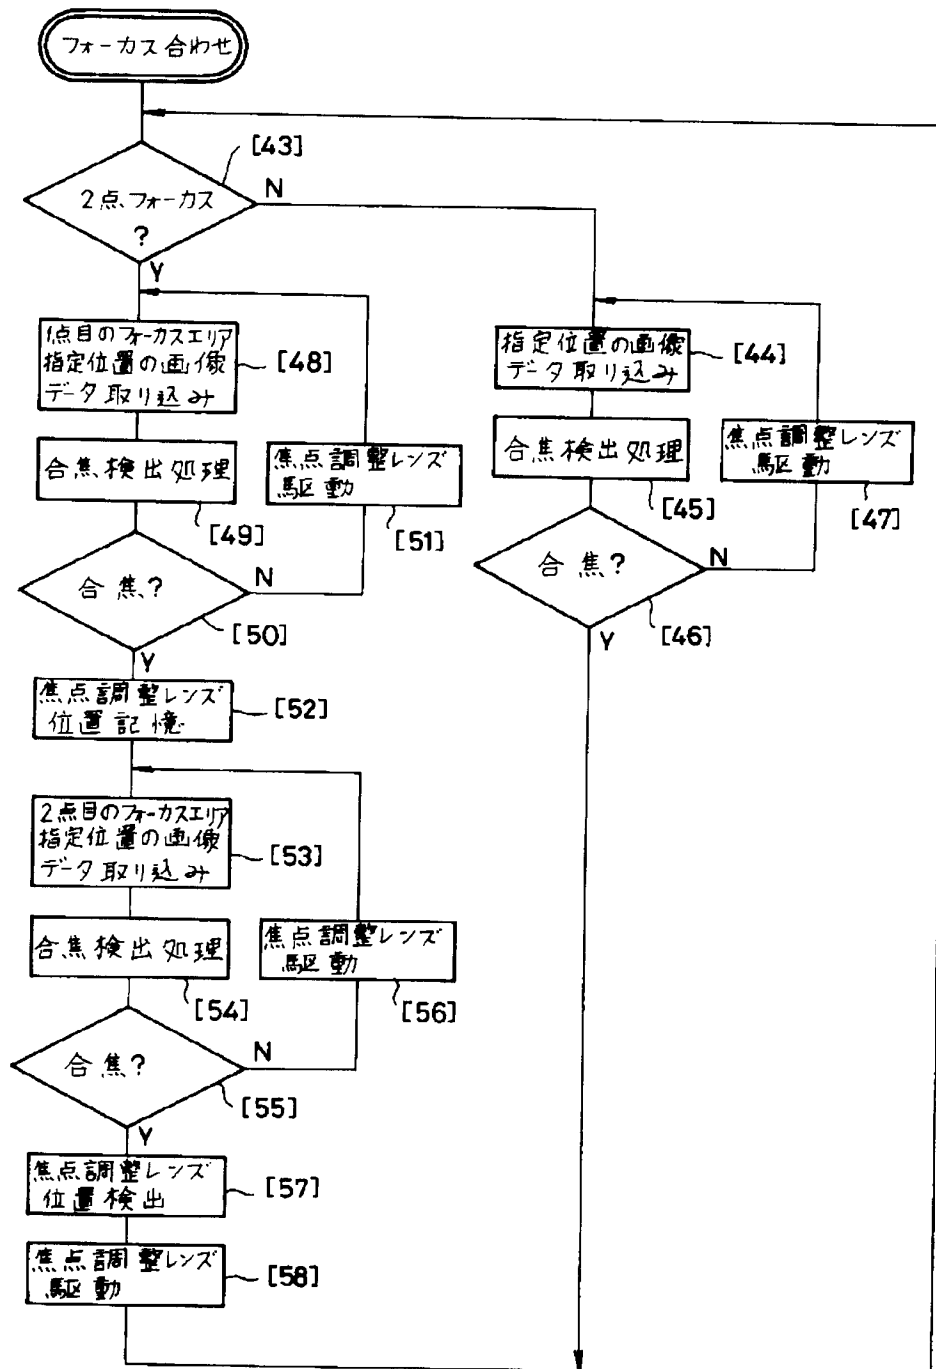 フォーカス合わせ
[43]
2点フォーカス
?
N
Y
1点目のフォーカスエリア
指定位置の画像
データ取り込み
[48]
合焦検出処理
[49]
焦点調整レンズ
駆動
[51]
合焦?
N
[50]
Y
焦点調整レンズ
位置記憶
[52]
2点目のフォーカスエリア
指定位置の画像
データ取り込み
[53]
合焦検出処理
[54]
焦点調整レンズ
駆動
[56]
合焦?
N
[55]
Y
焦点調整レンズ
位置検出
[57]
焦点調整レンズ
駆動
[58]
指定位置の画像
データ取り込み
[44]
合焦検出処理
[45]
焦点調整レンズ
駆動
[47]
合焦?
N
[46]
Y